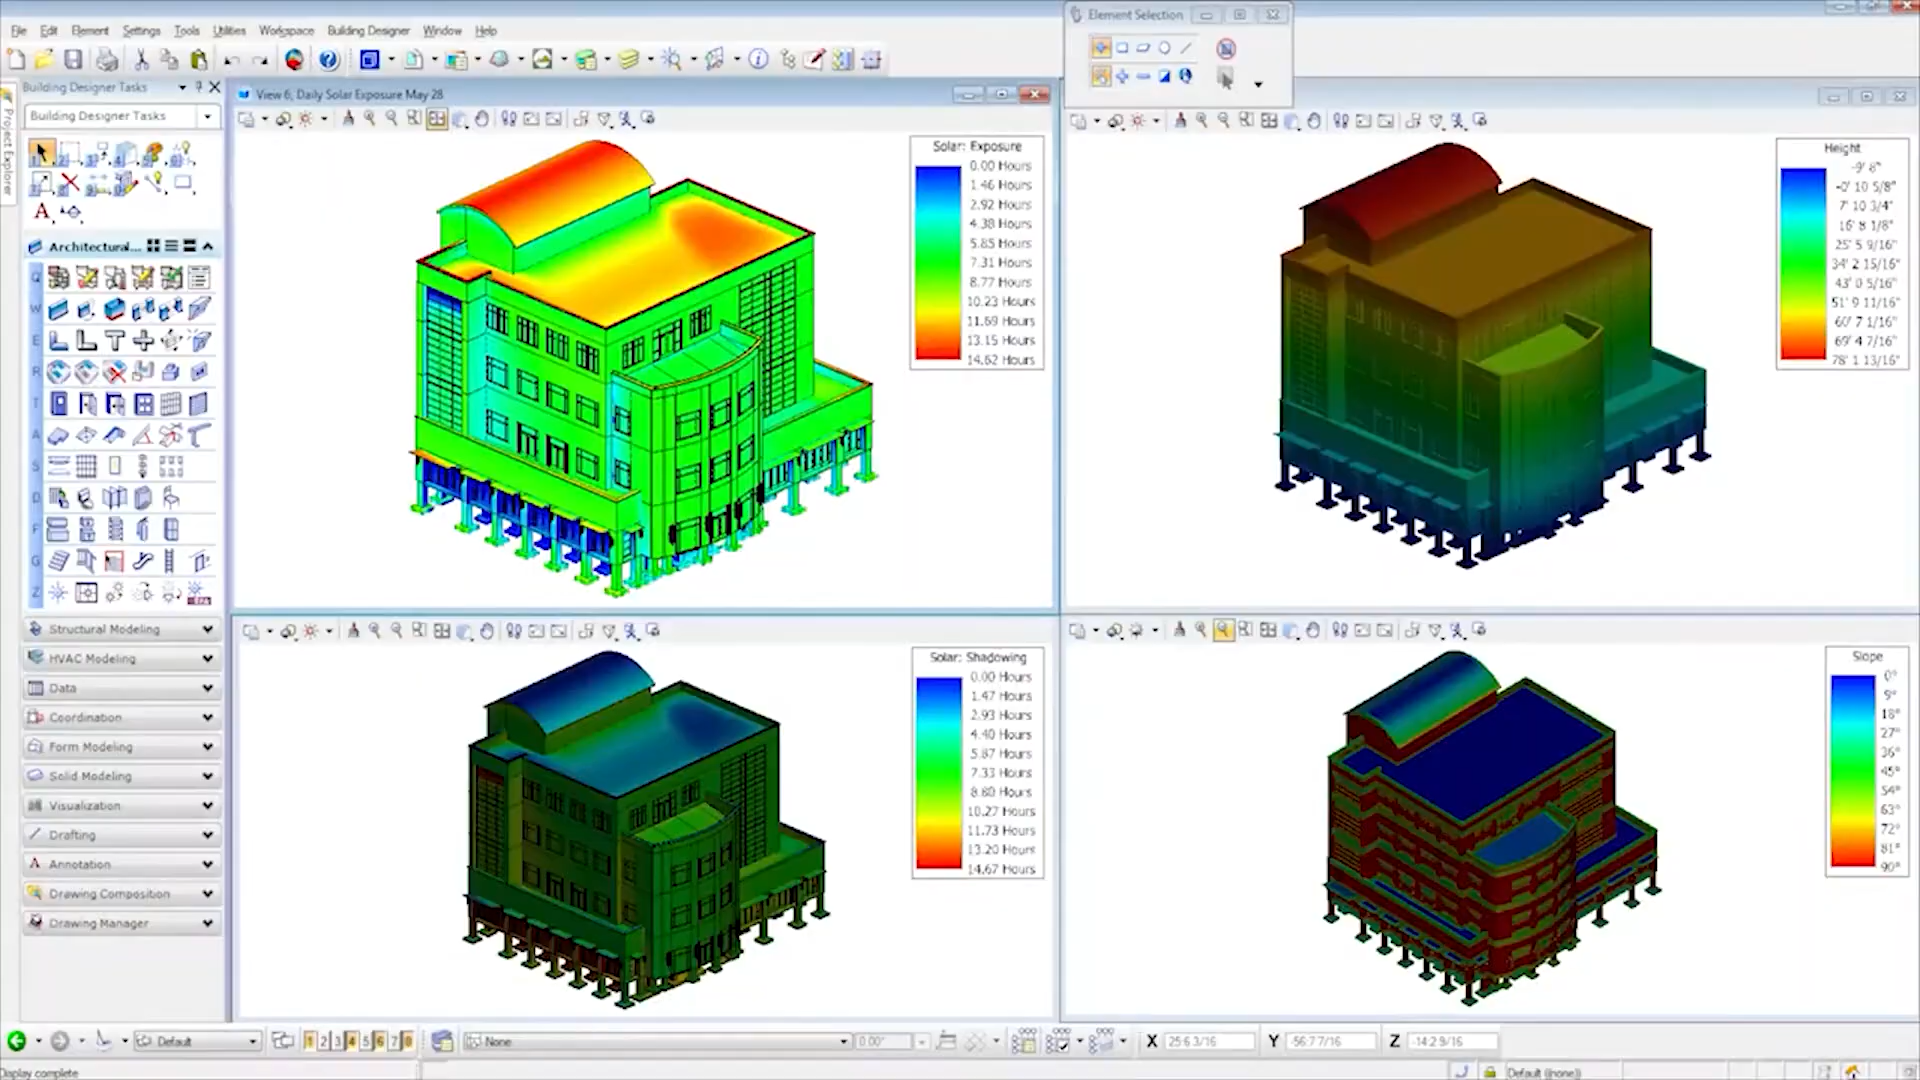 Element Selection
File Edit Element Settings Tools Utilities Workspace Building Designer Window Help
Building Designer Tasks
Project Explorer
Building Designer Tasks
View 6, Daily Solar Exposure May 28
Solar: Exposure
0.00 Hours
1.46 Hours
2.92 Hours
4.38 Hours
5.85 Hours
7.31 Hours
8.77 Hours
10.23 Hours
11.69 Hours
13.15 Hours
14.62 Hours
Height
-9' 8"
-0' 10 5/8"
7' 10 3/4"
16' 8 1/8"
25' 5 9/16"
34' 2 15/16"
43' 0 5/16"
51' 9 11/16"
60' 7 1/16"
69' 4 7/16"
78' 1 13/16"
Architectural...
Q
W
E
R
T
A
S
D
F
G
Z
Structural Modeling
HVAC Modeling
Data
Coordination
Form Modeling
Solid Modeling
Visualization
Drafting
Annotation
Drawing Composition
Drawing Manager
Solar: Shadowing
0.00 Hours
1.47 Hours
2.93 Hours
4.40 Hours
5.87 Hours
7.33 Hours
8.80 Hours
10.27 Hours
11.73 Hours
13.20 Hours
14.67 Hours
Slope
0°
9°
18°
27°
36°
45°
54°
63°
72°
81°
90°
Default 1 2 3 4 5 6 7 8 None 0.00° X 25:6 3/16 Y -56:7 7/16 Z -14:2 9/16
Display complete
Default ((none))